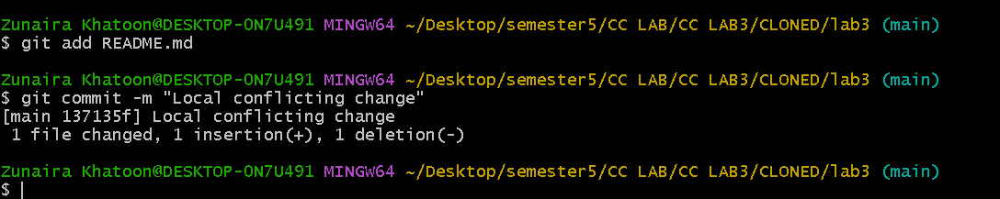 Zunaira Khatoon@DESKTOP-ON7U491 MINGW64 ~/Desktop/semester5/CC LAB/CC LAB3/CLONED/lab3 (main)
$ git add README.md
Zunaira Khatoon@DESKTOP-ON7U491 MINGW64 ~/Desktop/semester5/CC LAB/CC LAB3/CLONED/lab3 (main)
$ git commit -m "Local conflicting change"
[main 137135f] Local conflicting change
 1 file changed, 1 insertion(+), 1 deletion(-)
Zunaira Khatoon@DESKTOP-ON7U491 MINGW64 ~/Desktop/semester5/CC LAB/CC LAB3/CLONED/lab3 (main)
$